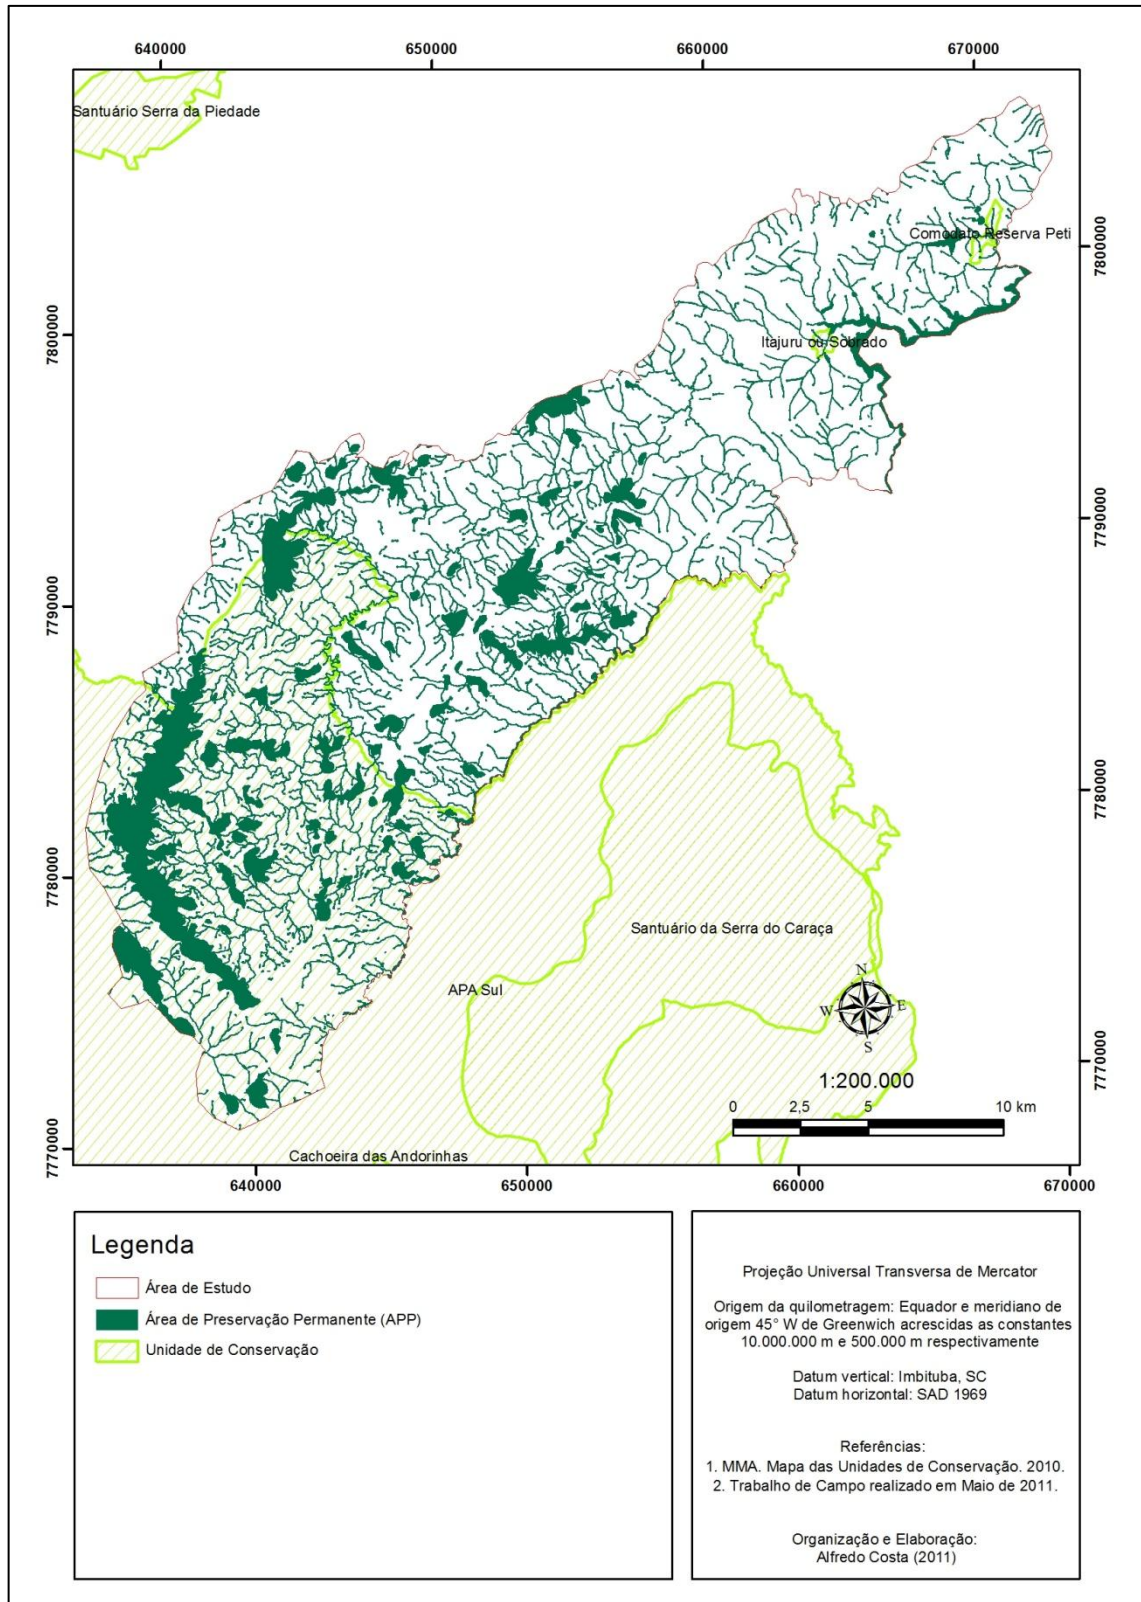 640000
650000
660000
670000
Santuário Serra da Piedade
Comodato Reserva Peti
7800000
7800000
Itajuru ou Sobrado
7790000
7790000
7780000
7780000
Santuário da Serra do Caraça
N
APA Sul
W
E
S
7770000
1:200.000
0
2,5
5
10 km
7770000
Cachoeira das Andorinhas
640000
650000
660000
670000
Legenda
Área de Estudo
Área de Preservação Permanente (APP)
Unidade de Conservação
Projeção Universal Transversa de Mercator
Origem da quilometragem: Equador e meridiano de
origem 45° W de Greenwich acrescidas as constantes
10.000.000 m e 500.000 m respectivamente
Datum vertical: Imbituba, SC
Datum horizontal: SAD 1969
Referências:
1. MMA. Mapa das Unidades de Conservação. 2010.
2. Trabalho de Campo realizado em Maio de 2011.
Organização e Elaboração:
Alfredo Costa (2011)